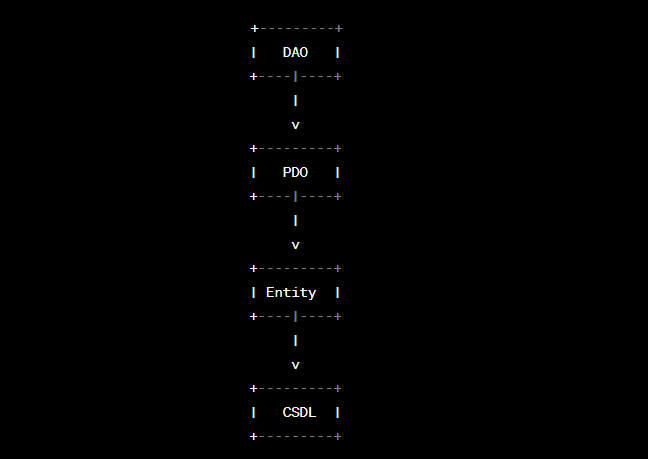 +---------+
|   DAO   |
+----|----+
     |
     v
+---------+
|   PDO   |
+----|----+
     |
     v
+---------+
| Entity  |
+----|----+
     |
     v
+---------+
|   CSDL  |
+---------+